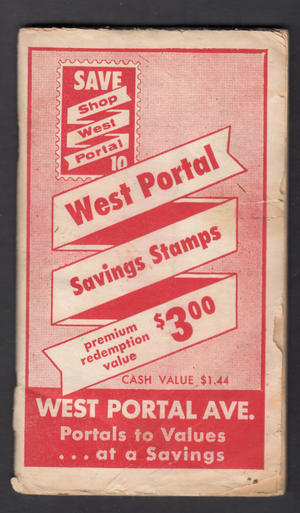 SAVE
Shop
West
Portal
10
West Portal
Savings Stamps
premium
redemption
value
$3.00
CASH VALUE $1.44
WEST PORTAL AVE.
Portals to Values
... at a Savings